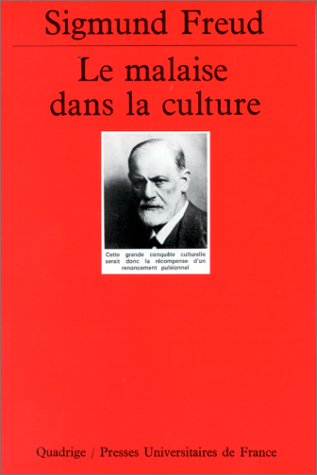 Sigmund Freud
Le malaise
dans la culture
Cette grande conquête culturelle
serait donc la récompense d'un
renoncement pulsionnel
Quadrige / Presses Universitaires de France